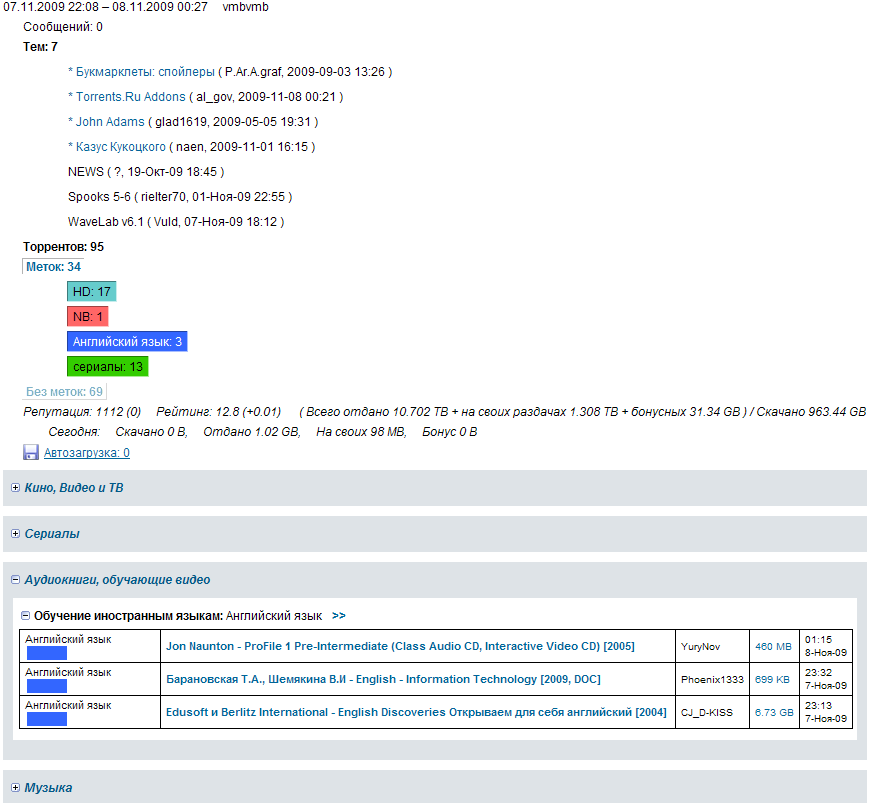 07.11.2009 22:08 – 08.11.2009 00:27 vmbvmb
Сообщений: 0
Тем: 7
* Букмарклеты: спойлеры ( P.Ar.A.graf, 2009-09-03 13:26 )
* Torrents.Ru Addons ( al_gov, 2009-11-08 00:21 )
* John Adams ( glad1619, 2009-05-05 19:31 )
* Казус Кукоцкого ( naen, 2009-11-01 16:15 )
NEWS ( ?, 19-Окт-09 18:45 )
Spooks 5-6 ( rielter70, 01-Ноя-09 22:55 )
WaveLab v6.1 ( Vuld, 07-Ноя-09 18:12 )
Торрентов: 95
Меток: 34
HD: 17
NB: 1
Английский язык: 3
сериалы: 13
Без меток: 69
Репутация: 1112 (0) Рейтинг: 12.8 (+0.01) ( Всего отдано 10.702 TB + на своих раздачах 1.308 TB + бонусных 31.34 GB ) / Скачано 963.44 GB
Сегодня: Скачано 0 B, Отдано 1.02 GB, На своих 98 MB, Бонус 0 B
Автозагрузка: 0
Кино, Видео и ТВ
Сериалы
Аудиокниги, обучающие видео
Обучение иностранным языкам: Английский язык >>
Английский язык Jon Naunton - ProFile 1 Pre-Intermediate (Class Audio CD, Interactive Video CD) [2005] YuryNov 460 MB 01:15
8-Ноя-09
Английский язык Барановская Т.А., Шемякина В.И - English - Information Technology [2009, DOC] Phoenix1333 699 KB 23:32
7-Ноя-09
Английский язык Edusoft и Berlitz International - English Discoveries Открываем для себя английский [2004] CJ_D-KISS 6.73 GB 23:13
7-Ноя-09
Музыка